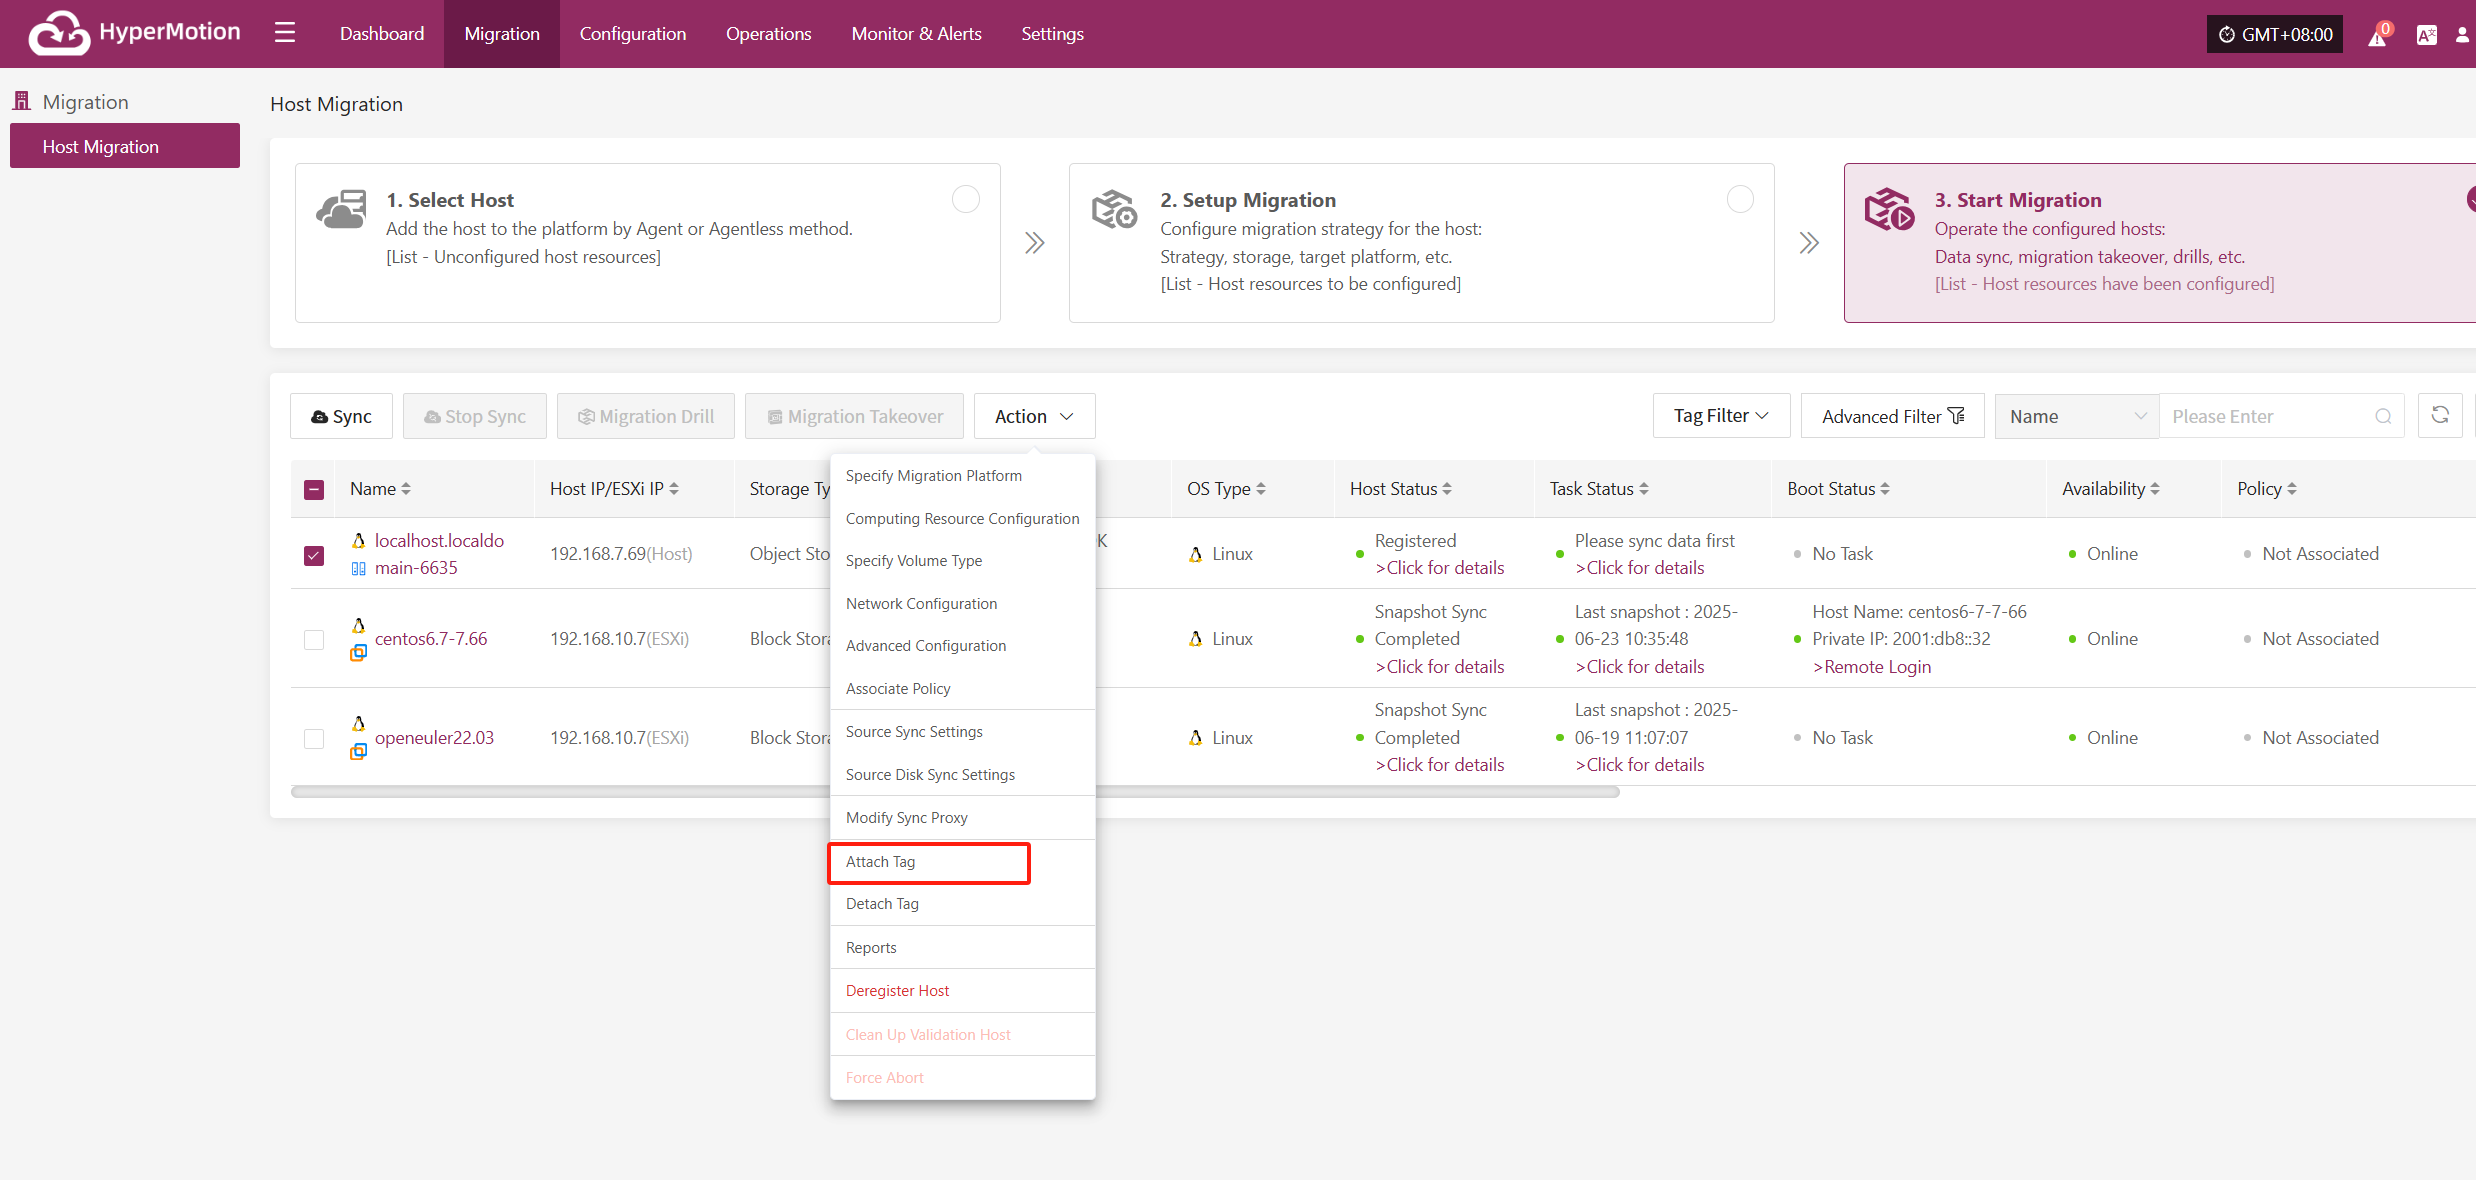 HyperMotion
Dashboard
Migration
Configuration
Operations
Monitor & Alerts
Settings
GMT+08:00
0
Migration
Host Migration
Host Migration
1. Select Host
Add the host to the platform by Agent or Agentless method.
[List - Unconfigured host resources]
2. Setup Migration
Configure migration strategy for the host:
Strategy, storage, target platform, etc.
[List - Host resources to be configured]
3. Start Migration
Operate the configured hosts:
Data sync, migration takeover, drills, etc.
[List - Host resources have been configured]
Sync
Stop Sync
Migration Drill
Migration Takeover
Action
Tag Filter
Advanced Filter
Name
Please Enter
Name
Host IP/ESXi IP
Storage Ty
OS Type
Host Status
Task Status
Boot Status
Availability
Policy
localhost.localdo
main-6635
192.168.7.69(Host)
Object Sto
OK
Linux
Registered
>Click for details
Please sync data first
>Click for details
No Task
Online
Not Associated
centos6.7-7.66
192.168.10.7(ESXi)
Block Stora
Linux
Snapshot Sync
Completed
>Click for details
Last snapshot : 2025-
06-23 10:35:48
>Click for details
Host Name: centos6-7-7-66
Private IP: 2001:db8::32
>Remote Login
Online
Not Associated
openeuler22.03
192.168.10.7(ESXi)
Block Stora
Linux
Snapshot Sync
Completed
>Click for details
Last snapshot : 2025-
06-19 11:07:07
>Click for details
No Task
Online
Not Associated
Specify Migration Platform
Computing Resource Configuration
Specify Volume Type
Network Configuration
Advanced Configuration
Associate Policy
Source Sync Settings
Source Disk Sync Settings
Modify Sync Proxy
Attach Tag
Detach Tag
Reports
Deregister Host
Clean Up Validation Host
Force Abort